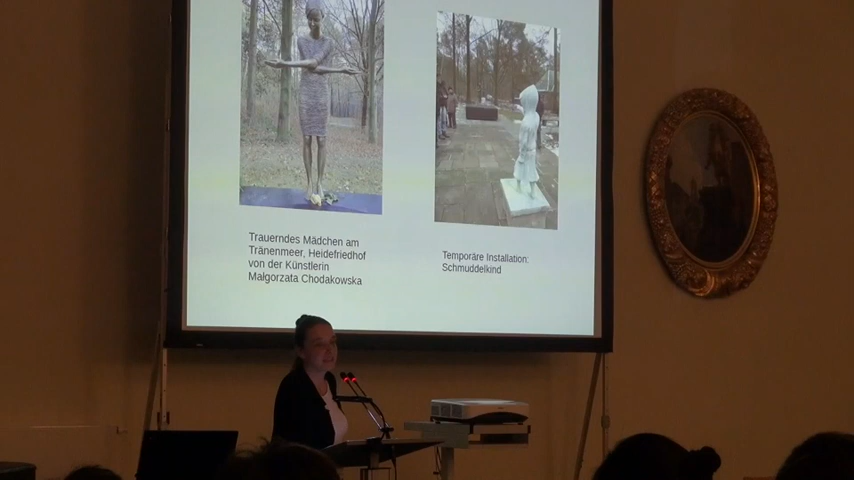 Trauerndes Mädchen am
Tränenmeer, Heidefriedhof
von der Künstlerin
Małgorzata Chodakowska
Temporäre Installation:
Schmuddelkind